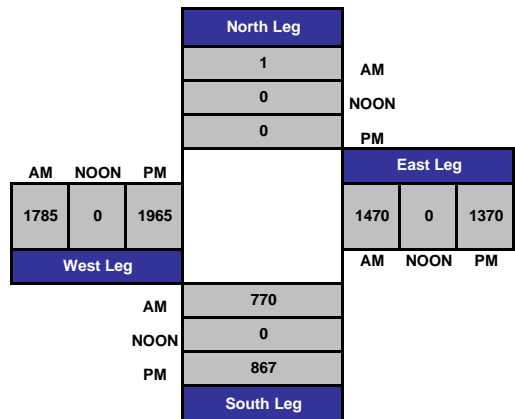 North Leg
1 AM
0 NOON
0 PM
AM NOON PM East Leg
1785 0 1965 1470 0 1370
West Leg AM NOON PM
AM 770
NOON 0
PM 867
South Leg